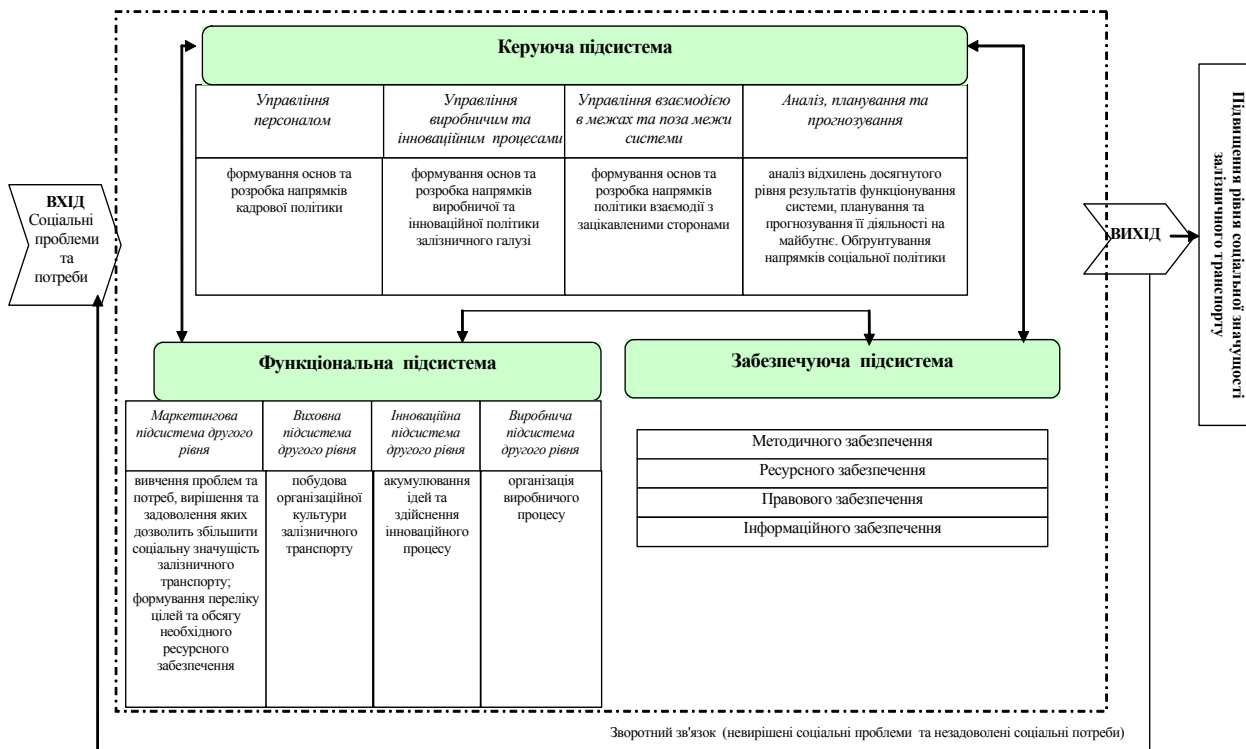 Керуюча підсистема
Управління
персоналом
Управління
виробничим та
інноваційним процесами
Управління взаємодією
в межах та поза межи
системи
Аналіз, планування та
прогнозування
формування основ та
розробка напрямків
кадрової політики
формування основ та
розробка напрямків
виробничої та
інноваційної політики
залізничного галузі
формування основ та
розробка напрямків
політики взаємодії з
зацікавленими сторонами
аналіз відхилень досягнутого
рівня результатів функціонування
системи, планування та
прогнозування її діяльності на
майбутнє. Обґрунтування
напрямків соціальної політики
ВХІД
Соціальні
проблеми
та
потреби
ВИХІД
Підвищення рівня соціальної значущості
залізничного транспорту
Функціональна підсистема
Забезпечуюча підсистема
Маркетингова
підсистема другого
рівня
Виховна
підсистема
другого рівня
Інноваційна
підсистема
другого рівня
Виробнича
підсистема
другого рівня
вивчення проблем та
потреб, вирішення та
задоволення яких
дозволить збільшити
соціальну значущість
залізничного
транспорту;
формування переліку
цілей та обсягу
необхідного
ресурсного
забезпечення
побудова
організаційної
культури
залізничного
транспорту
акумулювання
ідей та
здійснення
інноваційного
процесу
організація
виробничого
процесу
Методичного забезпечення
Ресурсного забезпечення
Правового забезпечення
Інформаційного забезпечення
Зворотний зв'язок (невирішені соціальні проблеми та незадоволені соціальні потреби)